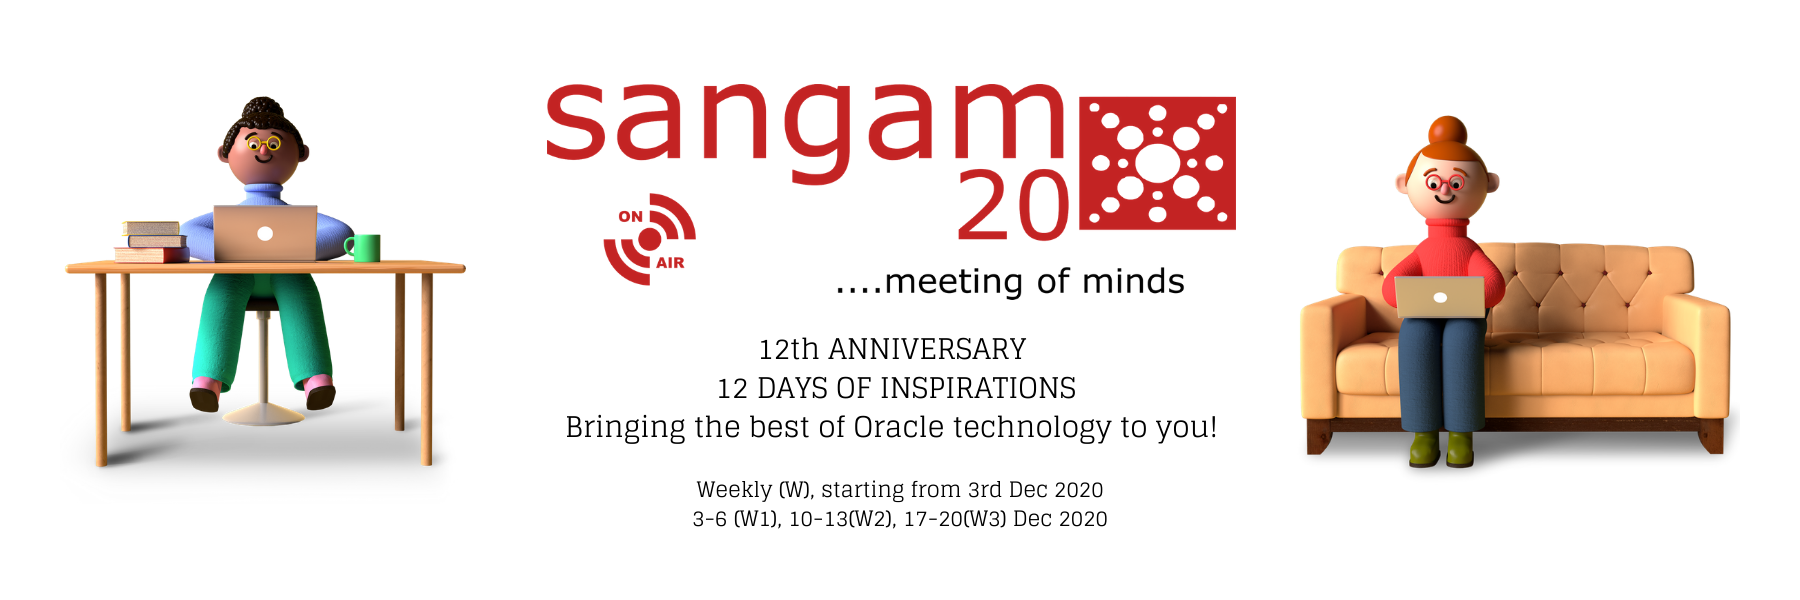 sangam
20
ON
AIR
....meeting of minds
12th ANNIVERSARY
12 DAYS OF INSPIRATIONS
Bringing the best of Oracle technology to you!
Weekly (W), starting from 3rd Dec 2020
3-6 (W1), 10-13(W2), 17-20(W3) Dec 2020